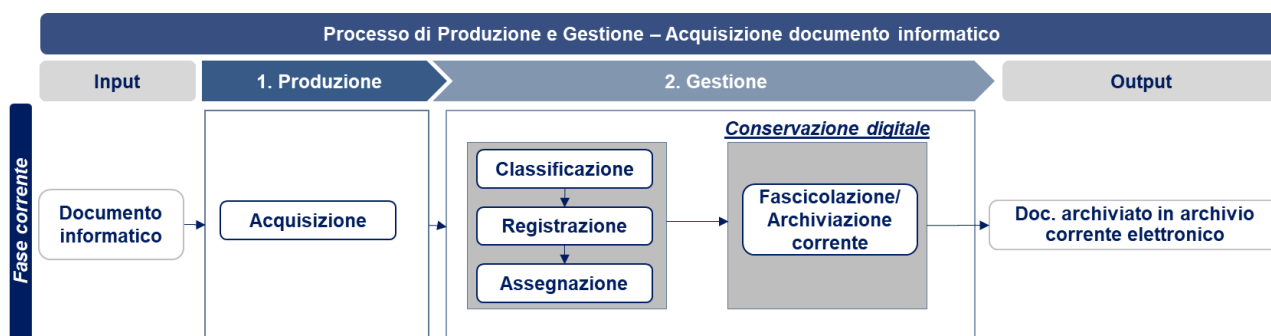 Processo di Produzione e Gestione – Acquisizione documento informatico
Input
1. Produzione
2. Gestione
Output
Fase corrente
Documento
informatico
Acquisizione
Classificazione
Registrazione
Assegnazione
Conservazione digitale
Fascicolazione/
Archiviazione
corrente
Doc. archiviato in archivio
corrente elettronico